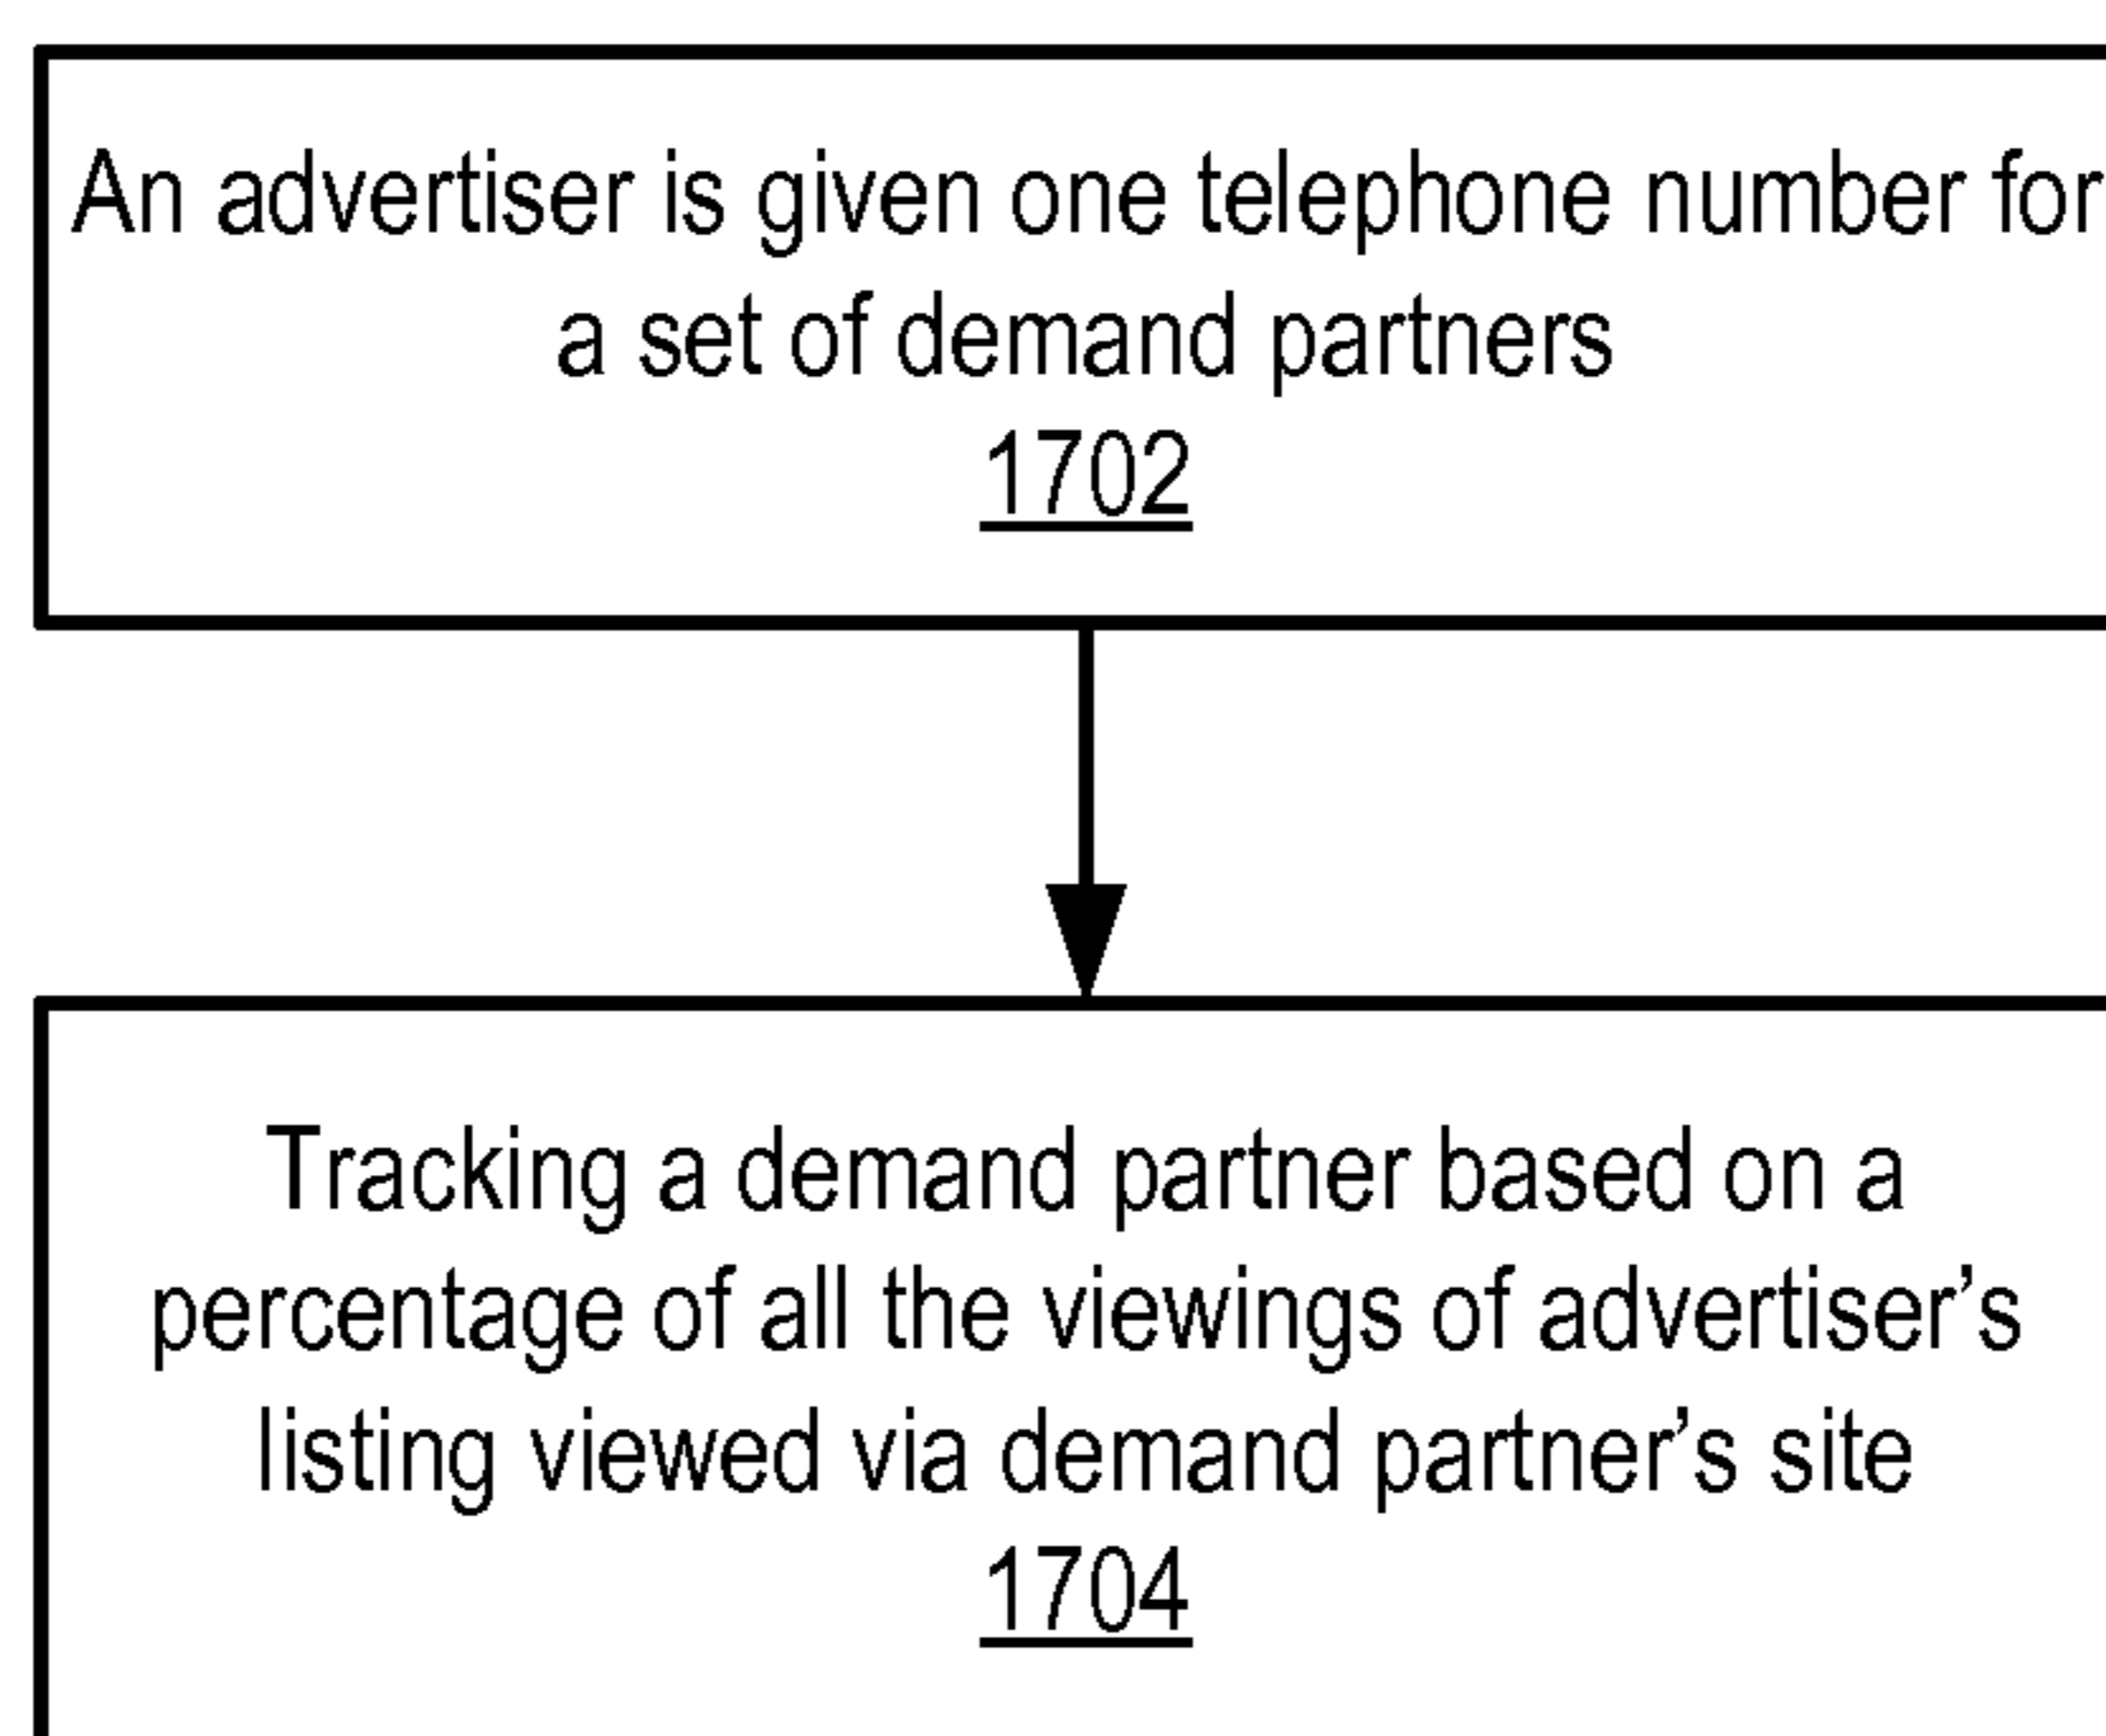 An advertiser is given one telephone number for
a set of demand partners
1702
Tracking a demand partner based on a
percentage of all the viewings of advertiser’s
listing viewed via demand partner’s site
1704